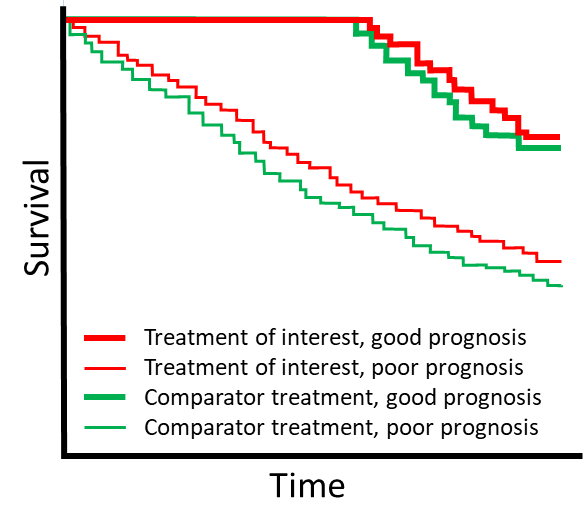 Survival
Treatment of interest, good prognosis
Treatment of interest, poor prognosis
Comparator treatment, good prognosis
Comparator treatment, poor prognosis
Time